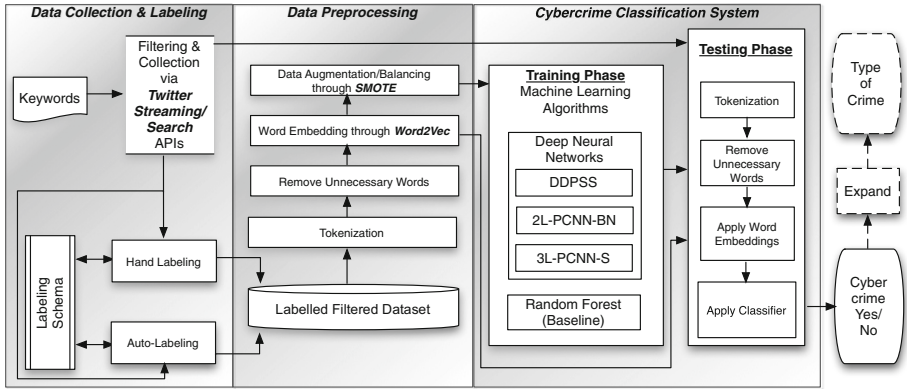 Data Collection & Labeling
Data Preprocessing
Cybercrime Classification System
Keywords
Filtering &
Collection
via
Twitter
Streaming/
Search
APIs
Labeling
Schema
Hand Labeling
Auto-Labeling
Data Augmentation/Balancing
through SMOTE
Word Embedding through Word2Vec
Remove Unnecessary Words
Tokenization
Labelled Filtered Dataset
Training Phase
Machine Learning
Algorithms
Deep Neural
Networks
DDPSS
2L-PCNN-BN
3L-PCNN-S
Random Forest
(Baseline)
Testing Phase
Tokenization
Remove
Unnecessary
Words
Apply Word
Embeddings
Apply Classifier
Type
of
Crime
Expand
Cyber
crime
Yes/
No